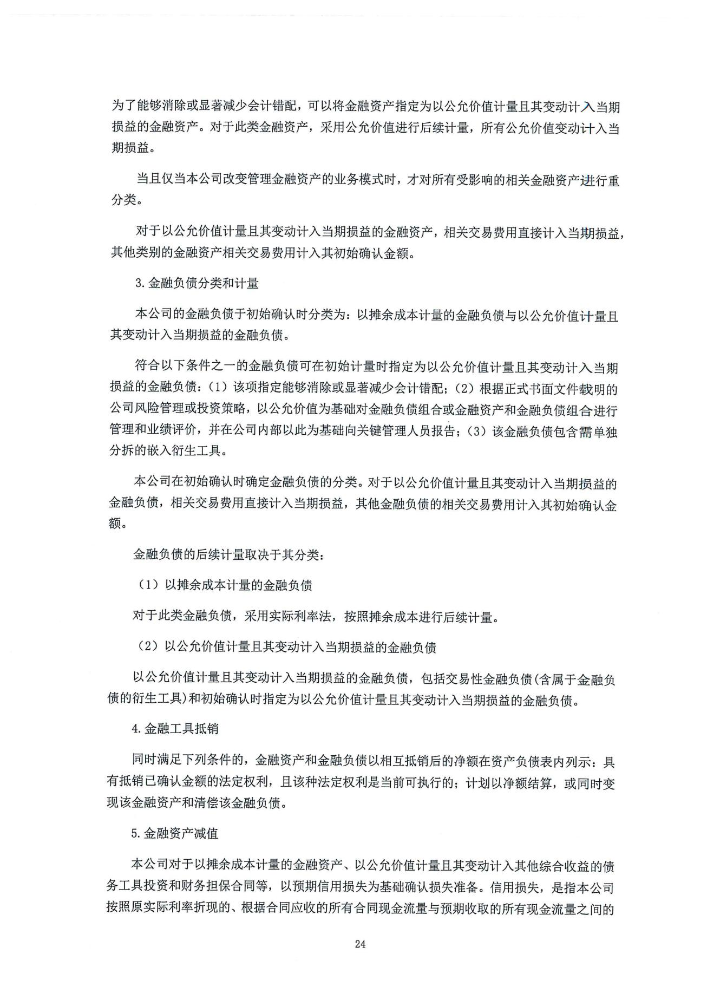 为了能够消除或显著减少会计错配，可以将金融资产指定为以公允价值计量且其变动计入当期
损益的金融资产。对于此类金融资产，采用公允价值进行后续计量，所有公允价值变动计入当
期损益。
当且仅当本公司改变管理金融资产的业务模式时，才对所有受影响的相关金融资产进行重
分类。
对于以公允价值计量且其变动计入当期损益的金融资产，相关交易费用直接计入当期损益，
其他类别的金融资产相关交易费用计入其初始确认金额。
3.金融负债分类和计量
本公司的金融负债于初始确认时分类为：以摊余成本计量的金融负债与以公允价值计量且
其变动计入当期损益的金融负债。
符合以下条件之一的金融负债可在初始计量时指定为以公允价值计量且其变动计入当期
损益的金融负债：（1）该项指定能够消除或显著减少会计错配；（2）根据正式书面文件载明的
公司风险管理或投资策略，以公允价值为基础对金融负债组合或金融资产和金融负债组合进行
管理和业绩评价，并在公司内部以此为基础向关键管理人员报告；（3）该金融负债包含需单独
分拆的嵌入衍生工具。
本公司在初始确认时确定金融负债的分类。对于以公允价值计量且其变动计入当期损益的
金融负债，相关交易费用直接计入当期损益，其他金融负债的相关交易费用计入其初始确认金
额。
金融负债的后续计量取决于其分类：
（1）以摊余成本计量的金融负债
对于此类金融负债，采用实际利率法，按照摊余成本进行后续计量。
（2）以公允价值计量且其变动计入当期损益的金融负债
以公允价值计量且其变动计入当期损益的金融负债，包括交易性金融负债(含属于金融负
债的衍生工具)和初始确认时指定为以公允价值计量且其变动计入当期损益的金融负债。
4.金融工具抵销
同时满足下列条件的，金融资产和金融负债以相互抵销后的净额在资产负债表内列示：具
有抵销已确认金额的法定权利，且该种法定权利是当前可执行的；计划以净额结算，或同时变
现该金融资产和清偿该金融负债。
5.金融资产减值
本公司对于以摊余成本计量的金融资产、以公允价值计量且其变动计入其他综合收益的债
务工具投资和财务担保合同等，以预期信用损失为基础确认损失准备。信用损失，是指本公司
按照原实际利率折现的、根据合同应收的所有合同现金流量与预期收取的所有现金流量之间的
24